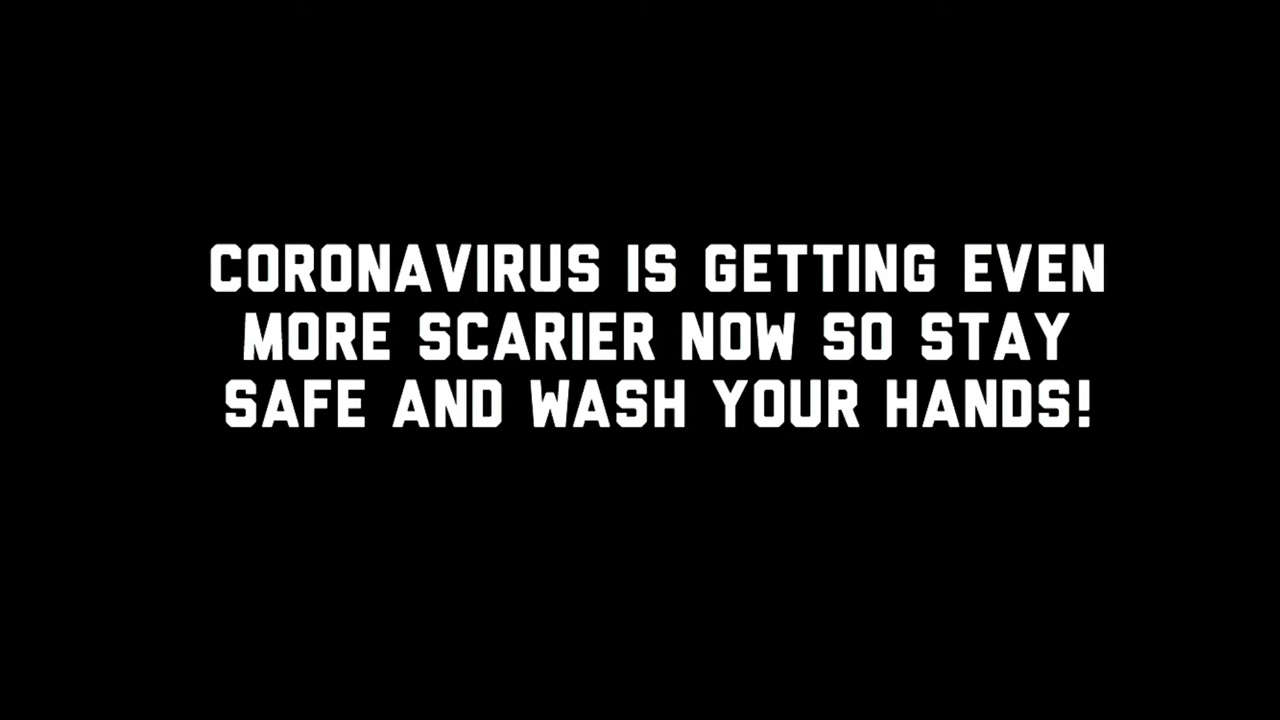 CORONAVIRUS IS GETTING EVEN
MORE SCARIER NOW SO STAY
SAFE AND WASH YOUR HANDS!